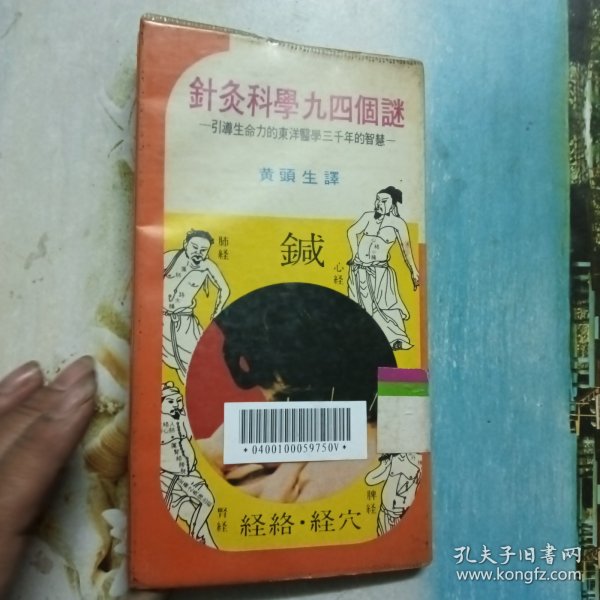 針灸科學九四個謎
—引導生命力的東洋醫學三千年的智慧—
黄頭生譯
鍼
肺経
心経
*0400100059750V*
腎経
脾経
経絡・経穴
孔夫子旧書网
www.kongfz.com